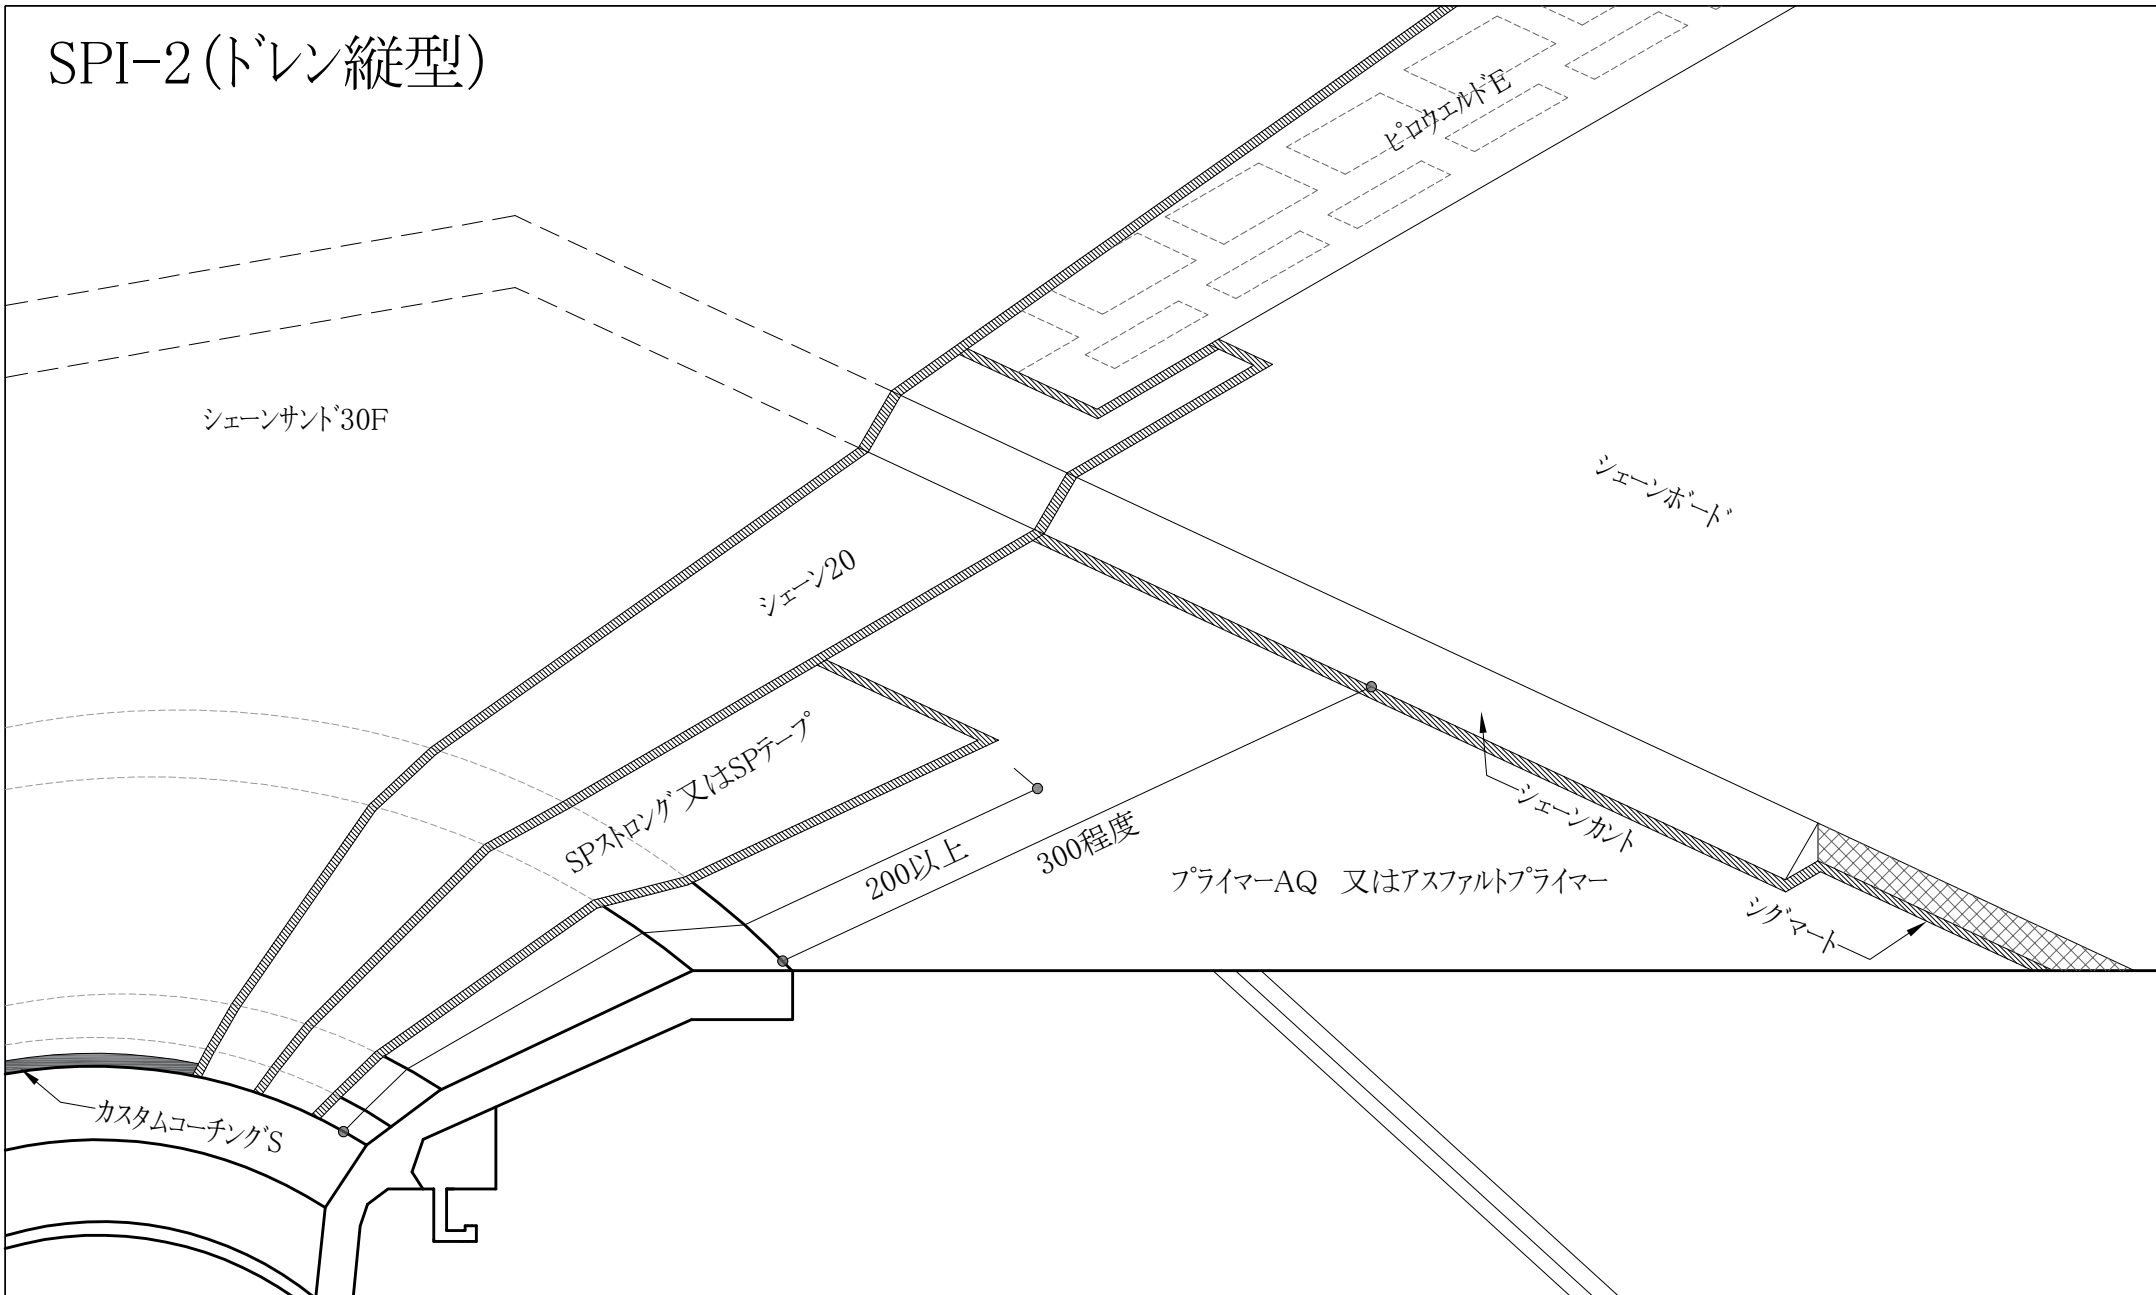 SPI-2(ドレン縦型)
ピロウエルドE
シェーンサンド30F
シェーンボード
シェーン20
SPストロング 又はSPテープ
シェーンカント
200以上
300程度
プライマーAQ 又はアスファルトプライマー
シグマート
カスタムコーチングS